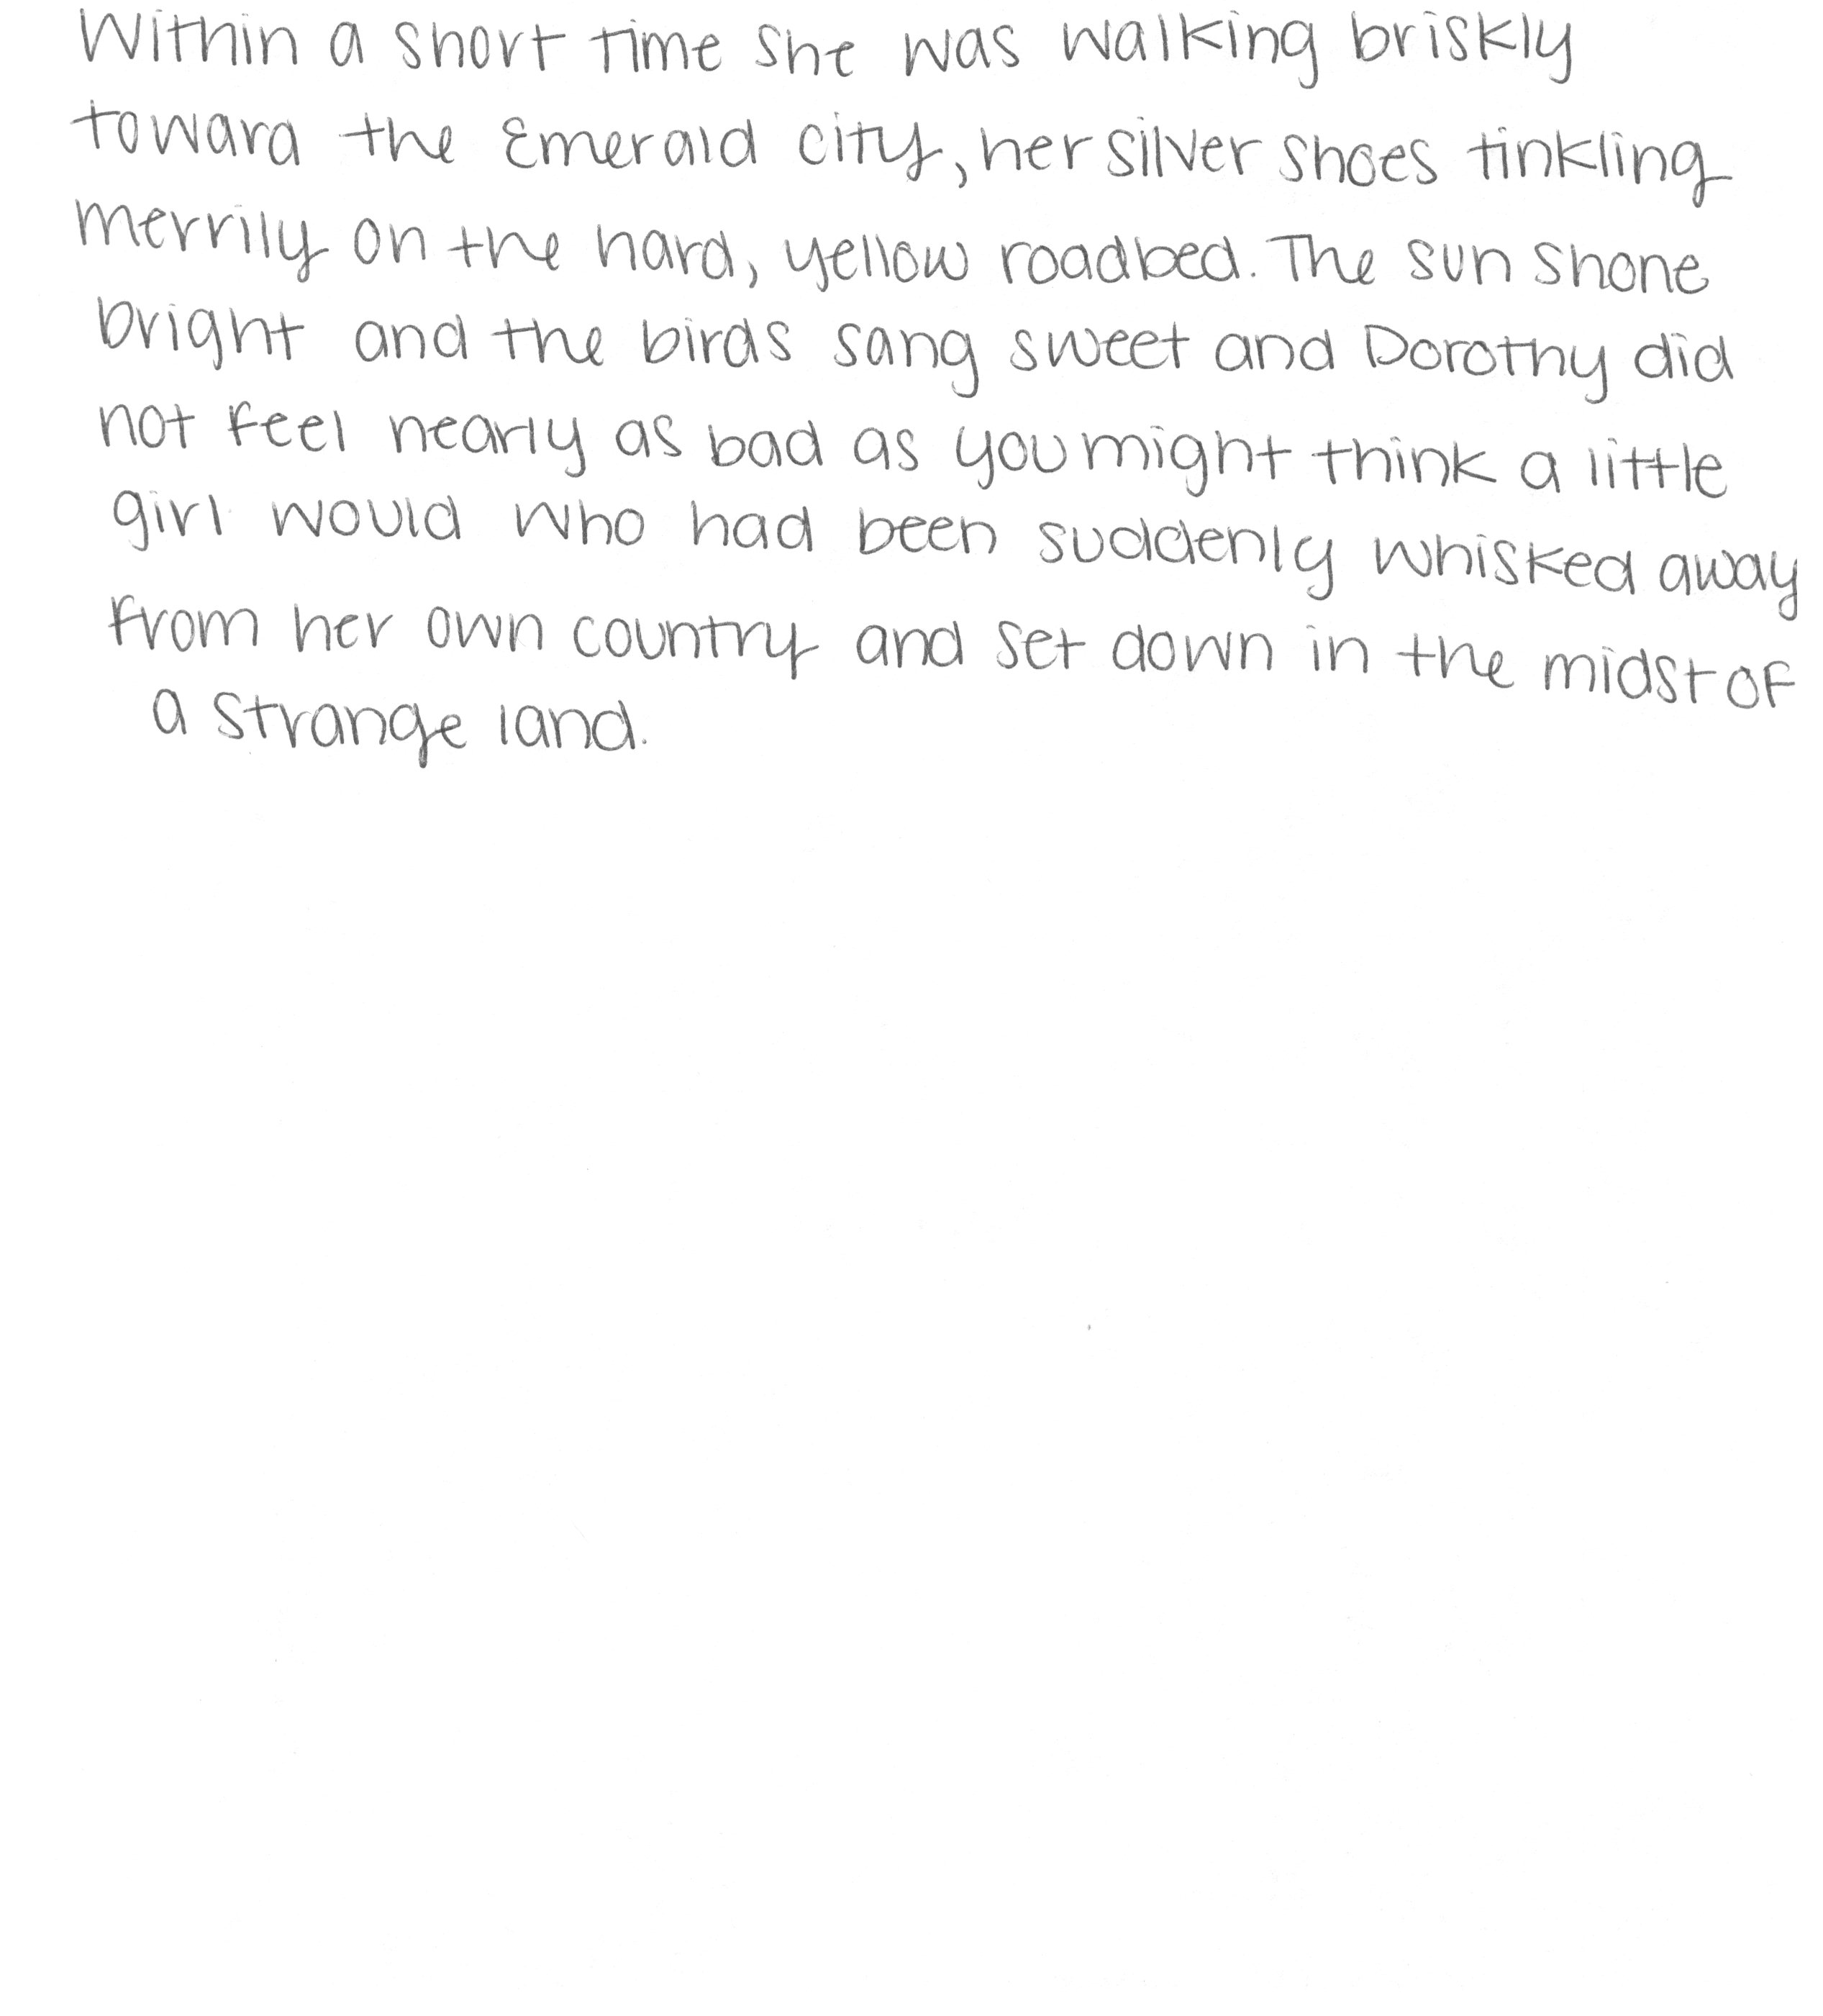 Within a short time she was walking briskly
toward the Emerald city, her silver shoes tinkling
merrily on the hard, yellow roadbed. The sun shone
bright and the birds sang sweet and Dorothy did
not feel nearly as bad as you might think a little
girl would who had been suddenly whisked away
from her own country and set down in the midst of
a strange land.